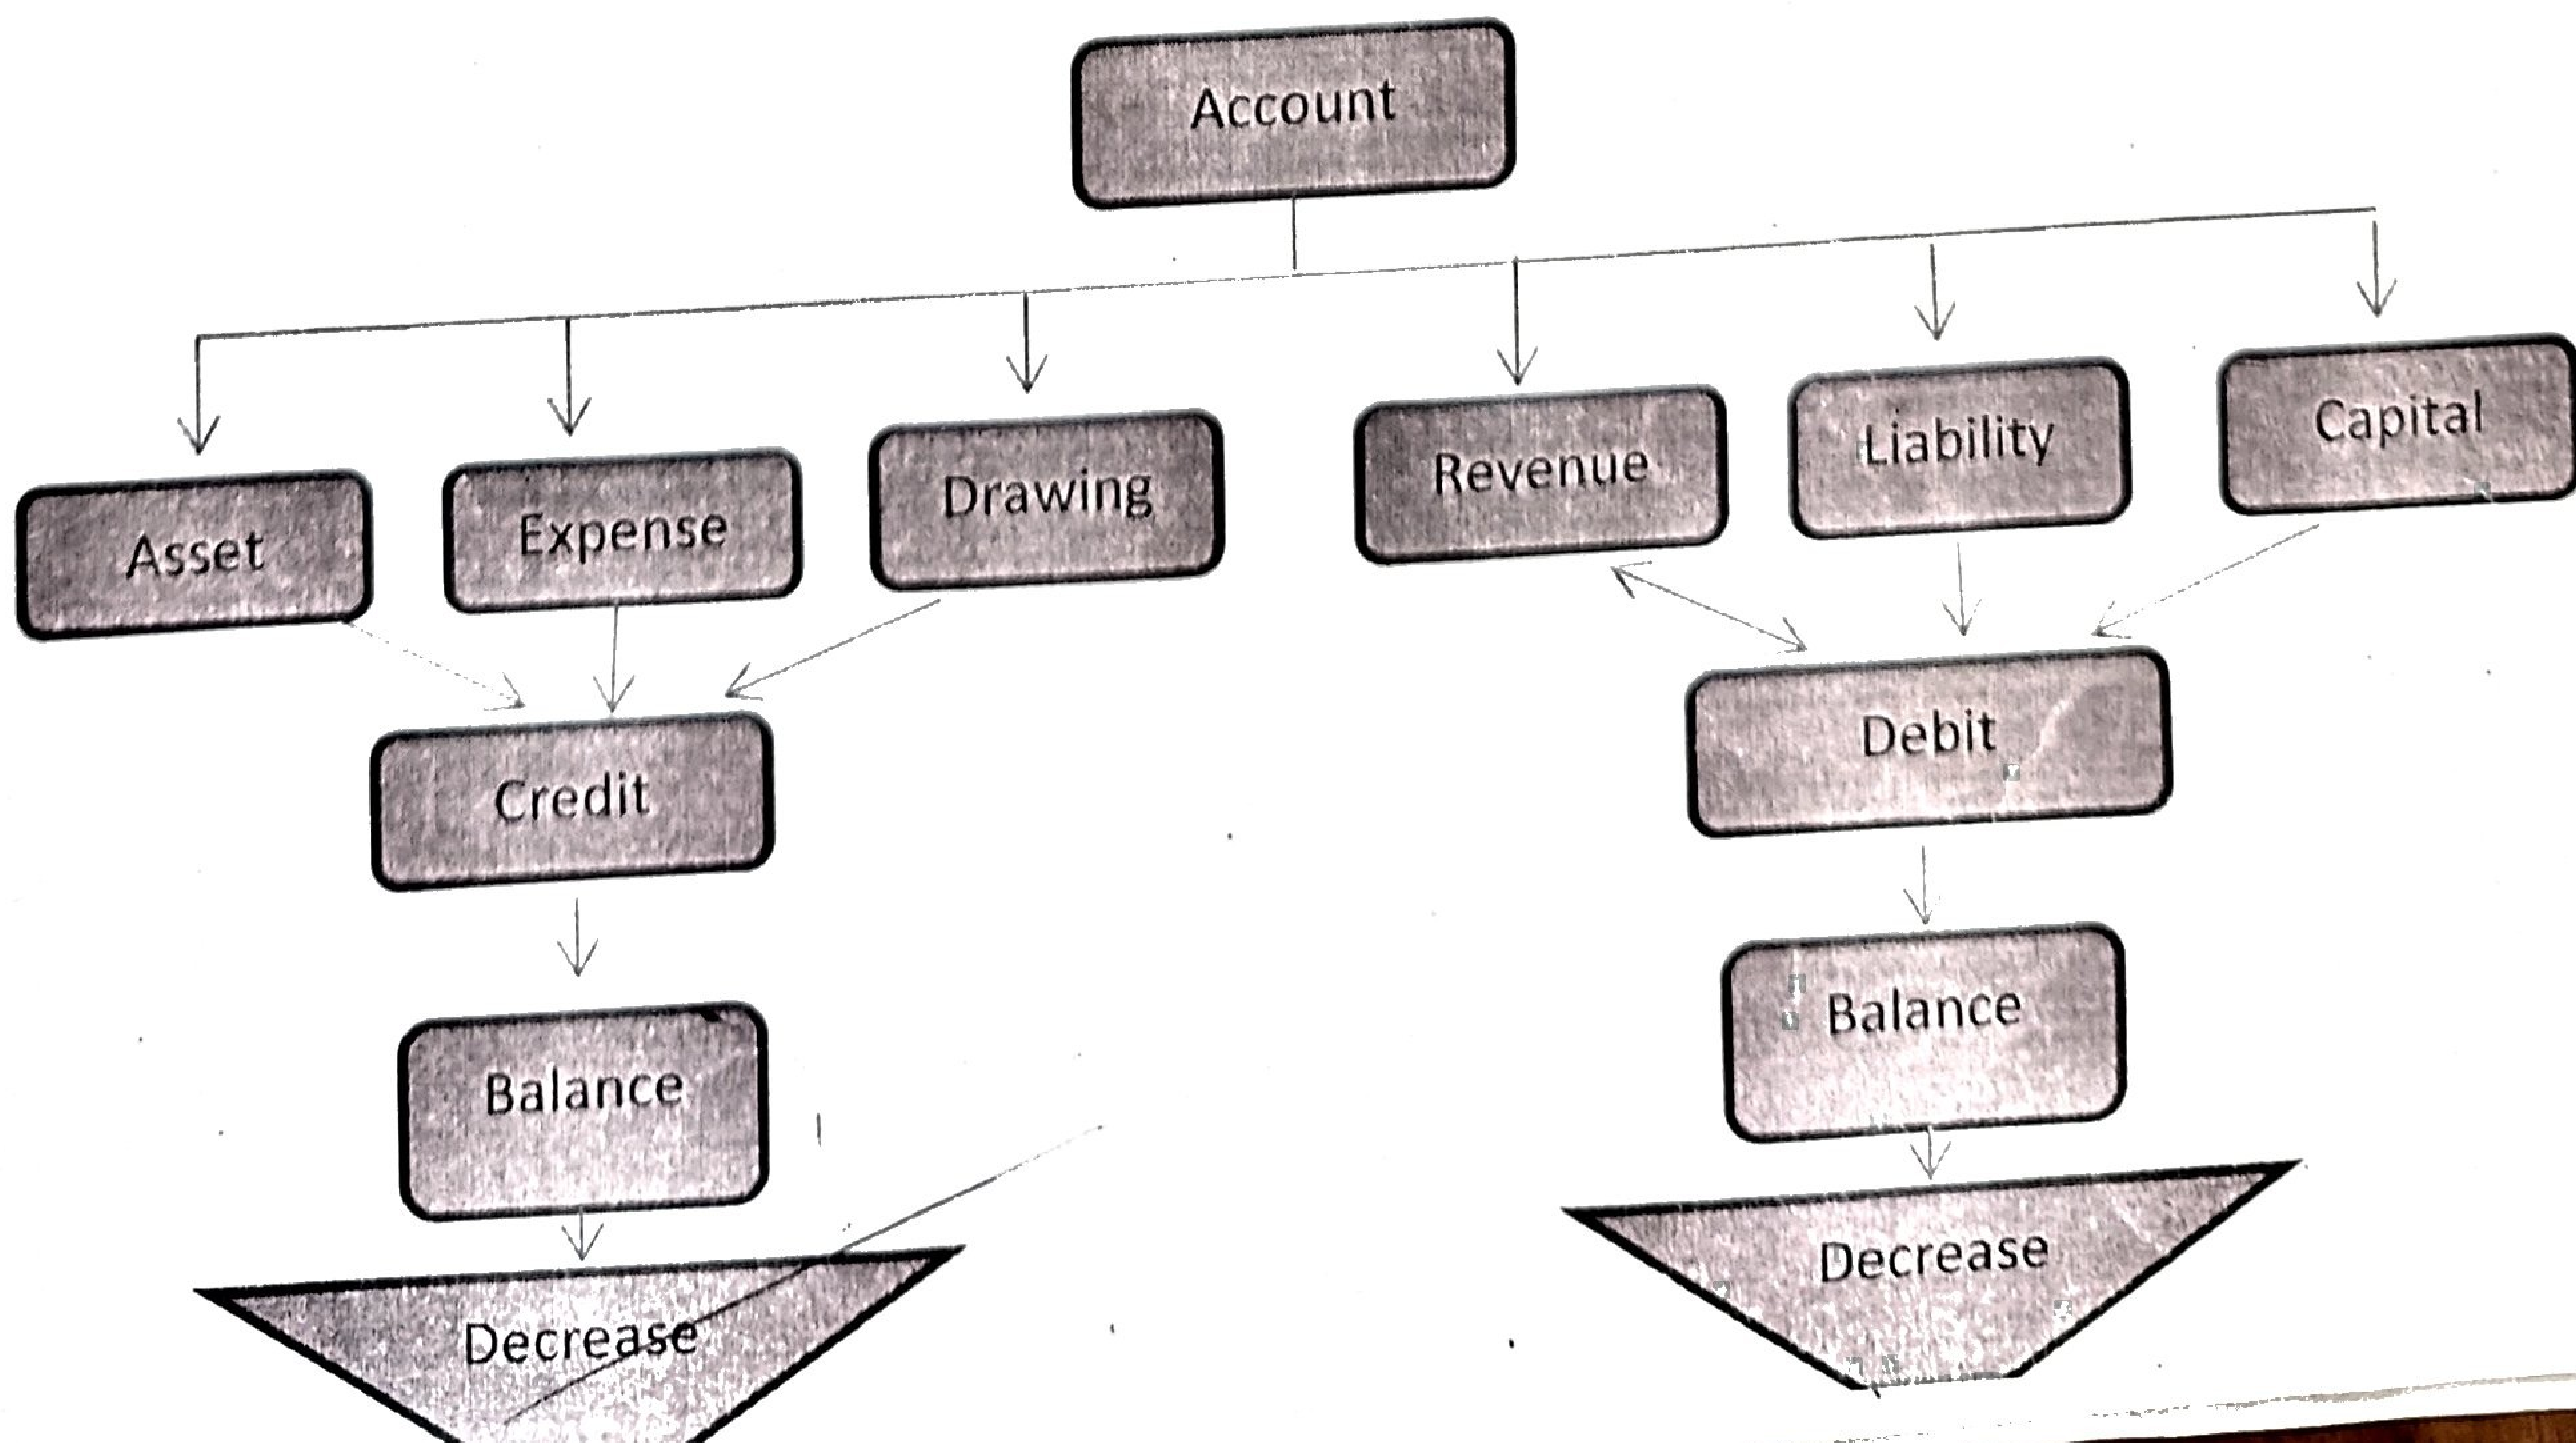 Account
Asset
Expense
Drawing
Revenue
Liability
Capital
Credit
Debit
Balance
Balance
Decrease
Decrease